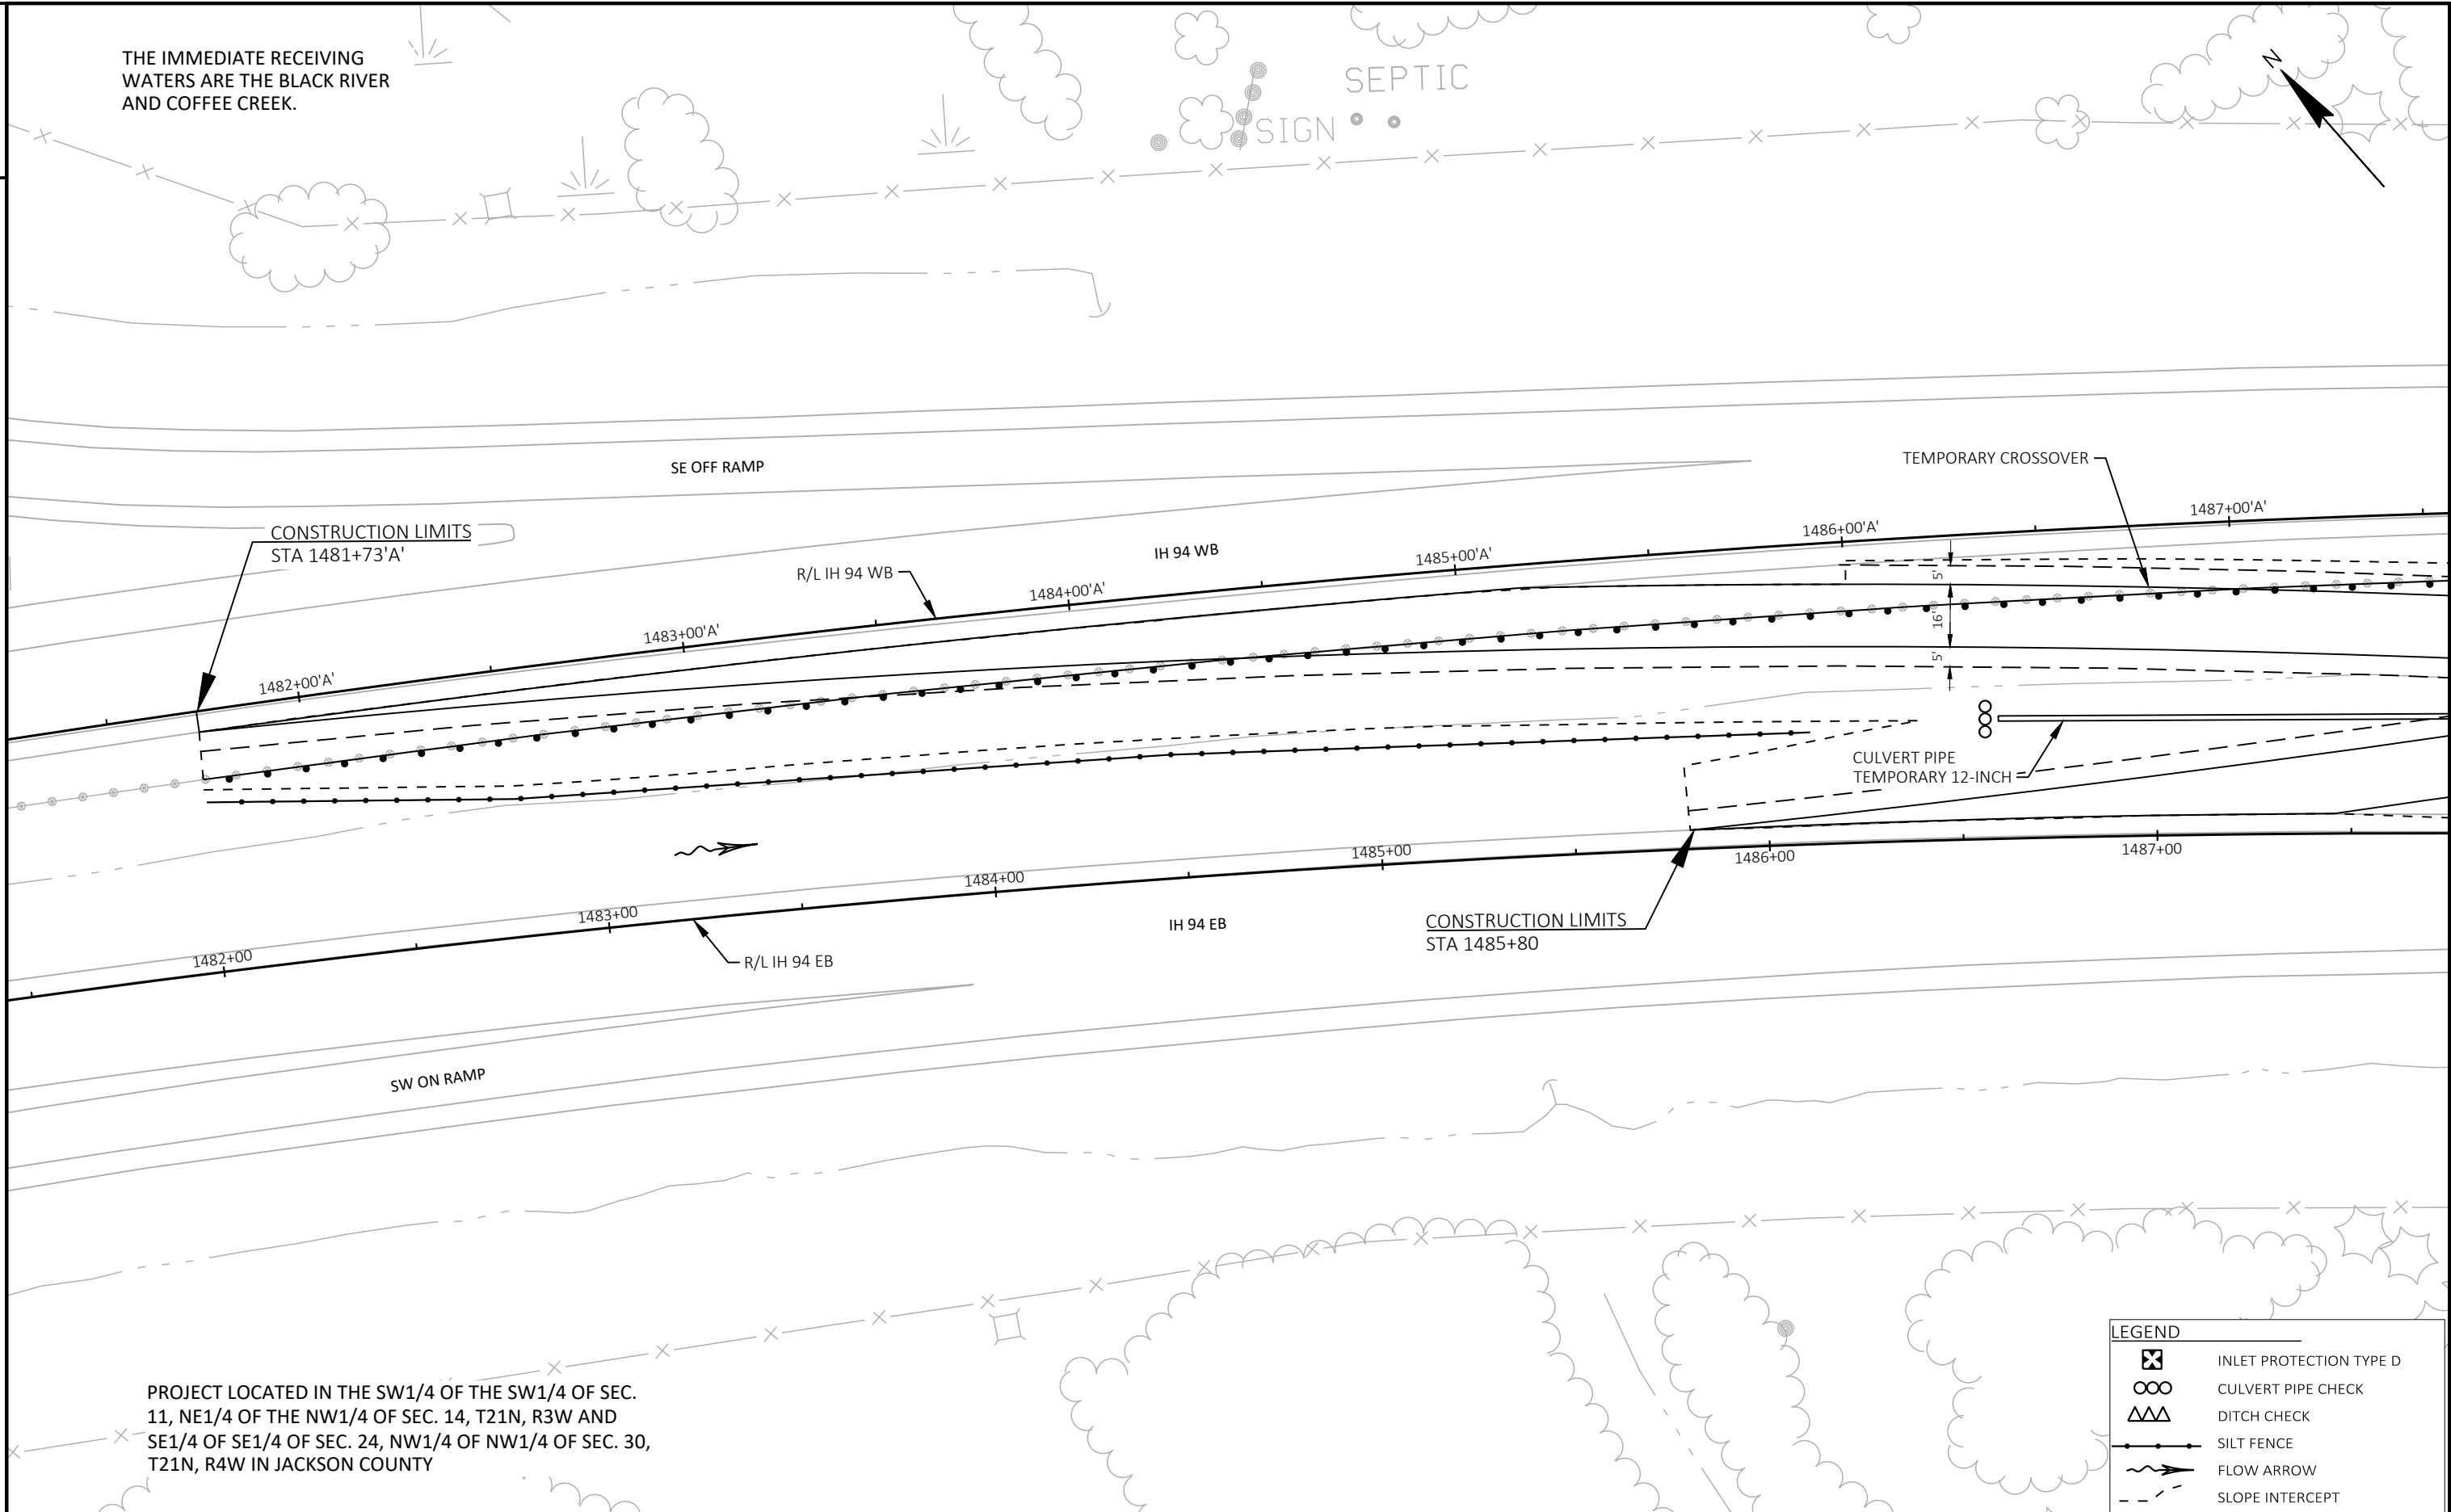 THE IMMEDIATE RECEIVING
WATERS ARE THE BLACK RIVER
AND COFFEE CREEK.
SEPTIC
SIGN
N
SE OFF RAMP
TEMPORARY CROSSOVER
CONSTRUCTION LIMITS
STA 1481+73'A'
R/L IH 94 WB
IH 94 WB
1482+00'A'
1483+00'A'
1484+00'A'
1485+00'A'
1486+00'A'
1487+00'A'
5'
16'
5'
CULVERT PIPE
TEMPORARY 12-INCH
1482+00
1483+00
1484+00
1485+00
1486+00
1487+00
R/L IH 94 EB
IH 94 EB
CONSTRUCTION LIMITS
STA 1485+80
SW ON RAMP
PROJECT LOCATED IN THE SW1/4 OF THE SW1/4 OF SEC.
11, NE1/4 OF THE NW1/4 OF SEC. 14, T21N, R3W AND
SE1/4 OF SE1/4 OF SEC. 24, NW1/4 OF NW1/4 OF SEC. 30,
T21N, R4W IN JACKSON COUNTY
LEGEND
INLET PROTECTION TYPE D
CULVERT PIPE CHECK
DITCH CHECK
SILT FENCE
FLOW ARROW
SLOPE INTERCEPT